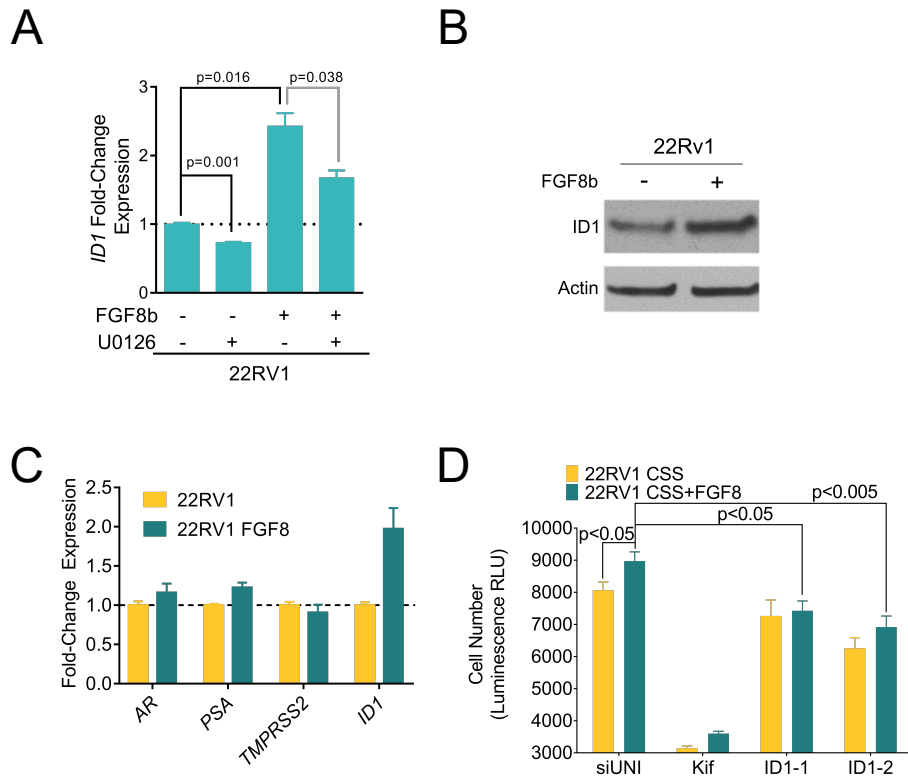 A
ID1 Fold-Change
Expression
p=0.016
p=0.038
p=0.001
3
2
1
0
FGF8b - - + +
U0126 - + - +
22RV1
B
22Rv1
FGF8b - +
ID1
Actin
C
Fold-Change Expression
22RV1
22RV1 FGF8
2.5
2.0
1.5
1.0
0.5
0.0
AR PSA TMPRSS2 ID1
D
22RV1 CSS
22RV1 CSS+FGF8
p<0.005
p<0.05
p<0.05
Cell Number
(Luminescence RLU)
10000
9000
8000
7000
6000
5000
4000
3000
siUNI Kif ID1-1 ID1-2